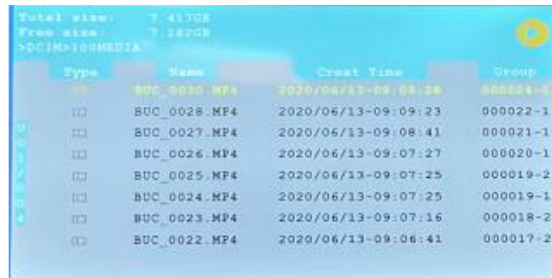 Total size: 7.417GB
Free size: 7.182GB
>DCIM>100MEDIA
Type Name Creat Time Group
BUC_0030.MP4 2020/06/13-09:09:28
BUC_0028.MP4 2020/06/13-09:09:23 000022-1
BUC_0027.MP4 2020/06/13-09:08:41 000021-1
BUC_0026.MP4 2020/06/13-09:07:27 000020-1
BUC_0025.MP4 2020/06/13-09:07:25 000019-2
BUC_0024.MP4 2020/06/13-09:07:25 000019-1
BUC_0023.MP4 2020/06/13-09:07:16 000018-2
BUC_0022.MP4 2020/06/13-09:06:41 000017-2
001/004